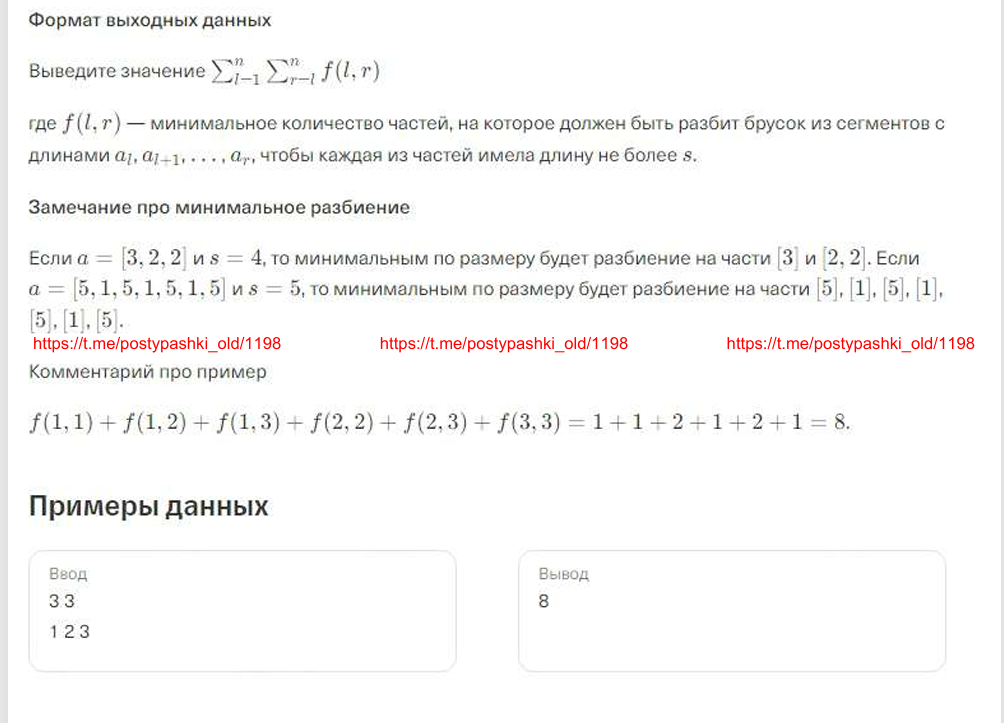 Формат выходных данных
Выведите значение $\sum_{l-1}^{n} \sum_{r-l}^{n} f(l, r)$
где $f(l, r)$ — минимальное количество частей, на которое должен быть разбит брусок из сегментов с
длинами $a_l, a_{l+1}, \ldots, a_r$, чтобы каждая из частей имела длину не более $s$.
Замечание про минимальное разбиение
Если $a = [3, 2, 2]$ и $s = 4$, то минимальным по размеру будет разбиение на части $[3]$ и $[2, 2]$. Если
$a = [5, 1, 5, 1, 5, 1, 5]$ и $s = 5$, то минимальным по размеру будет разбиение на части $[5]$, $[1]$, $[5]$, $[1]$,
$[5]$, $[1]$, $[5]$.
https://t.me/postypashki_old/1198 https://t.me/postypashki_old/1198 https://t.me/postypashki_old/1198
Комментарий про пример
$f(1, 1) + f(1, 2) + f(1, 3) + f(2, 2) + f(2, 3) + f(3, 3) = 1 + 1 + 2 + 1 + 2 + 1 = 8.$
Примеры данных
Ввод
3 3
1 2 3
Вывод
8